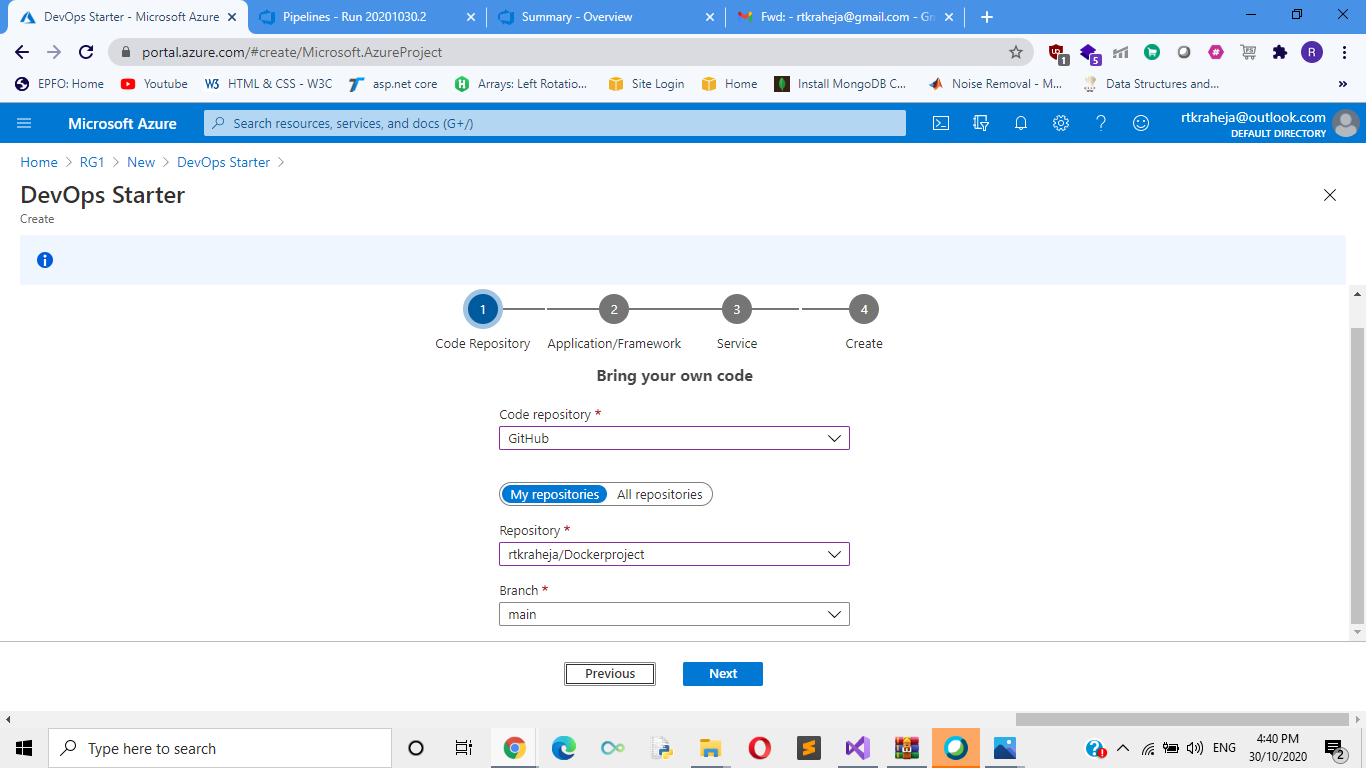 DevOps Starter - Microsoft Azure
Pipelines - Run 20201030.2
Summary - Overview
Fwd: - rtkraheja@gmail.com - Gm
portal.azure.com/#create/Microsoft.AzureProject
1
5
R
EPFO: Home
Youtube
HTML & CSS - W3C
asp.net core
Arrays: Left Rotatio...
Site Login
Home
Install MongoDB C...
Noise Removal - M...
Data Structures and...
»
Microsoft Azure
Search resources, services, and docs (G+/)
rtkraheja@outlook.com
DEFAULT DIRECTORY
Home > RG1 > New > DevOps Starter >
DevOps Starter
Create
1 2 3 4
Code Repository Application/Framework Service Create
Bring your own code
Code repository *
GitHub
My repositories All repositories
Repository *
rtkraheja/Dockerproject
Branch *
main
Previous Next
Type here to search
ENG
4:40 PM
30/10/2020
2